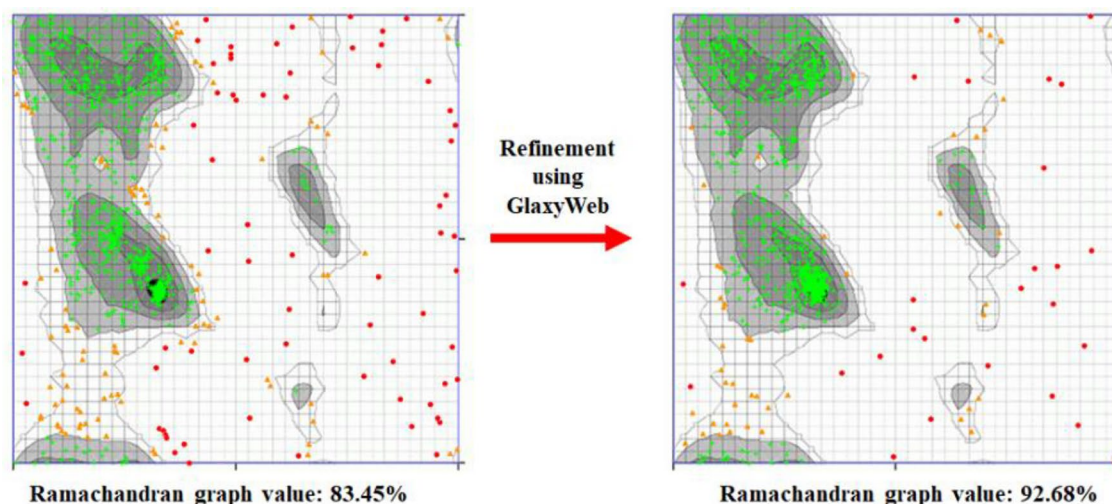 Refinement
using
GlaxyWeb
Ramachandran graph value: 83.45%
Ramachandran graph value: 92.68%